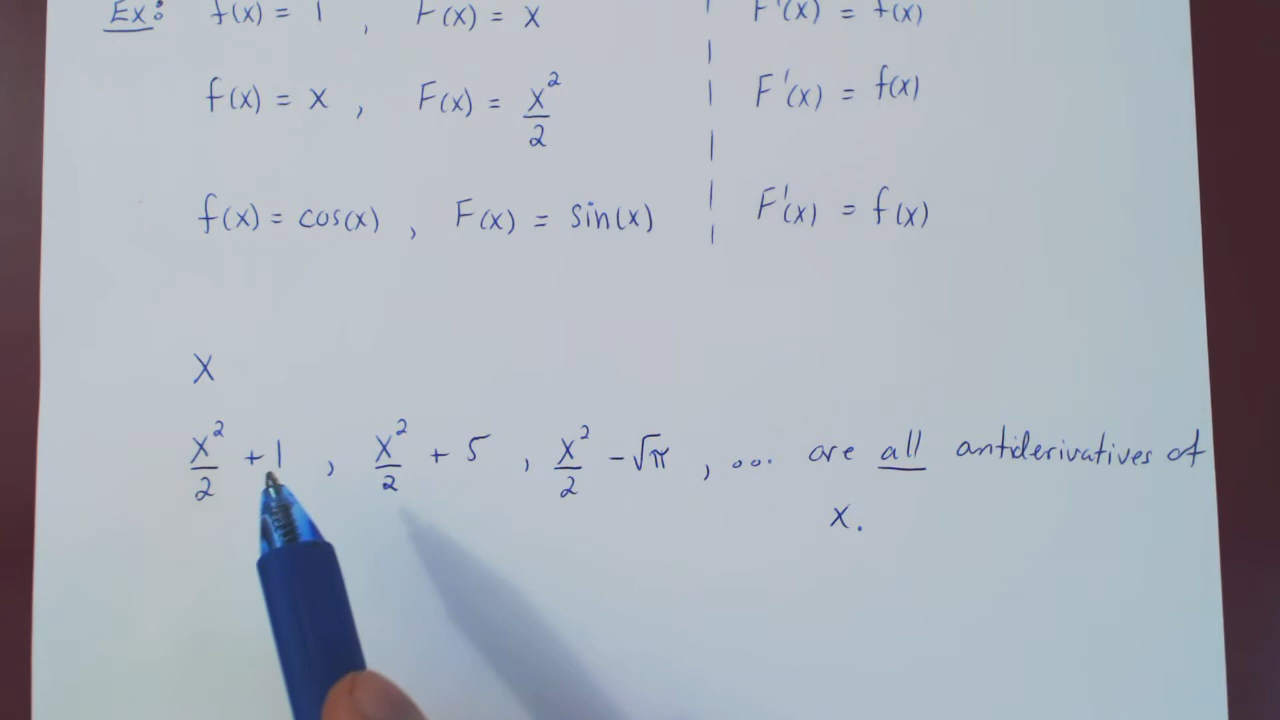 Ex: f(x) = 1 , F(x) = x F'(x) = f(x)
f(x) = x , F(x) = x²/2 F'(x) = f(x)
f(x) = cos(x) , F(x) = sin(x) F'(x) = f(x)
x
x²/2 + 1 , x²/2 + 5 , x²/2 - √π , ... are all antiderivatives of
x.